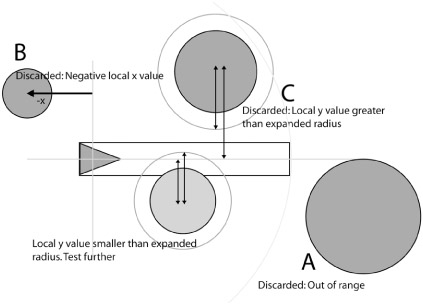 B
Discarded: Negative local x value
-x
C
Discarded: Local y value greater
than expanded radius
Local y value smaller than expanded
radius. Test further
A
Discarded: Out of range